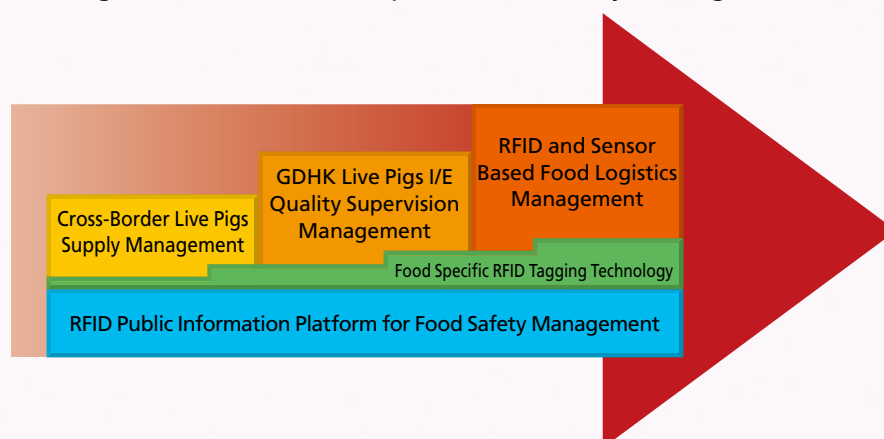 RFID and Sensor
Based Food Logistics
Management
GDHK Live Pigs I/E
Quality Supervision
Management
Cross-Border Live Pigs
Supply Management
Food Specific RFID Tagging Technology
RFID Public Information Platform for Food Safety Management